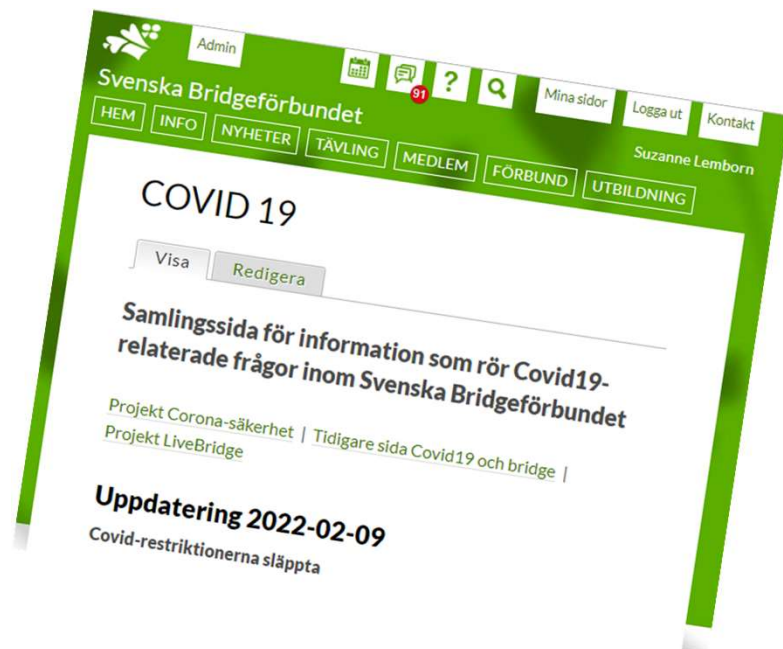 Admin
91
?
Mina sidor
Logga ut
Kontakt
Svenska Bridgeförbundet
Suzanne Lemborn
HEM
INFO
NYHETER
TÄVLING
MEDLEM
FÖRBUND
UTBILDNING
COVID 19
Visa
Redigera
Samlingssida för information som rör Covid19-
relaterade frågor inom Svenska Bridgeförbundet
Projekt Corona-säkerhet | Tidigare sida Covid19 och bridge |
Projekt LiveBridge
Uppdatering 2022-02-09
Covid-restriktionerna släppta